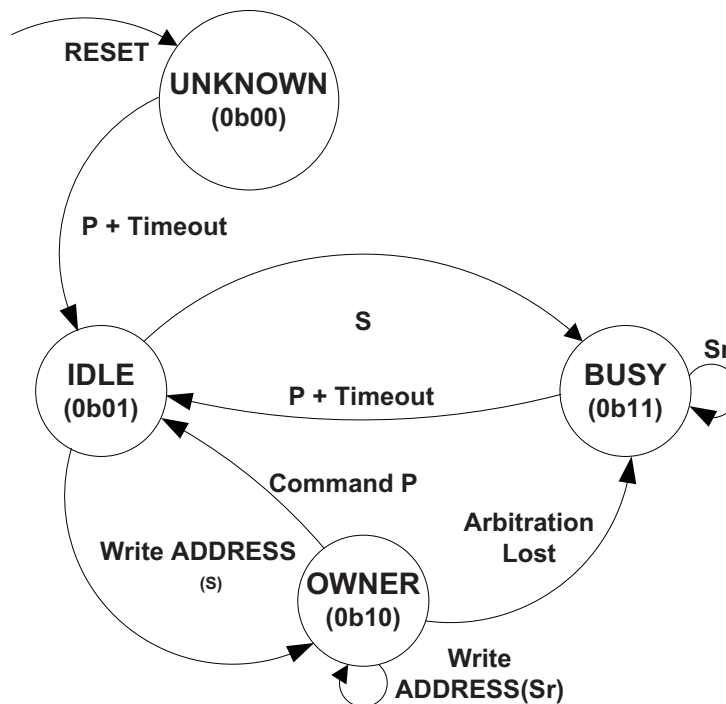 RESET
UNKNOWN
(0b00)
P + Timeout
S
IDLE
(0b01)
BUSY
(0b11)
Sr
P + Timeout
Command P
Arbitration
Lost
Write ADDRESS
(S)
OWNER
(0b10)
Write
ADDRESS(Sr)